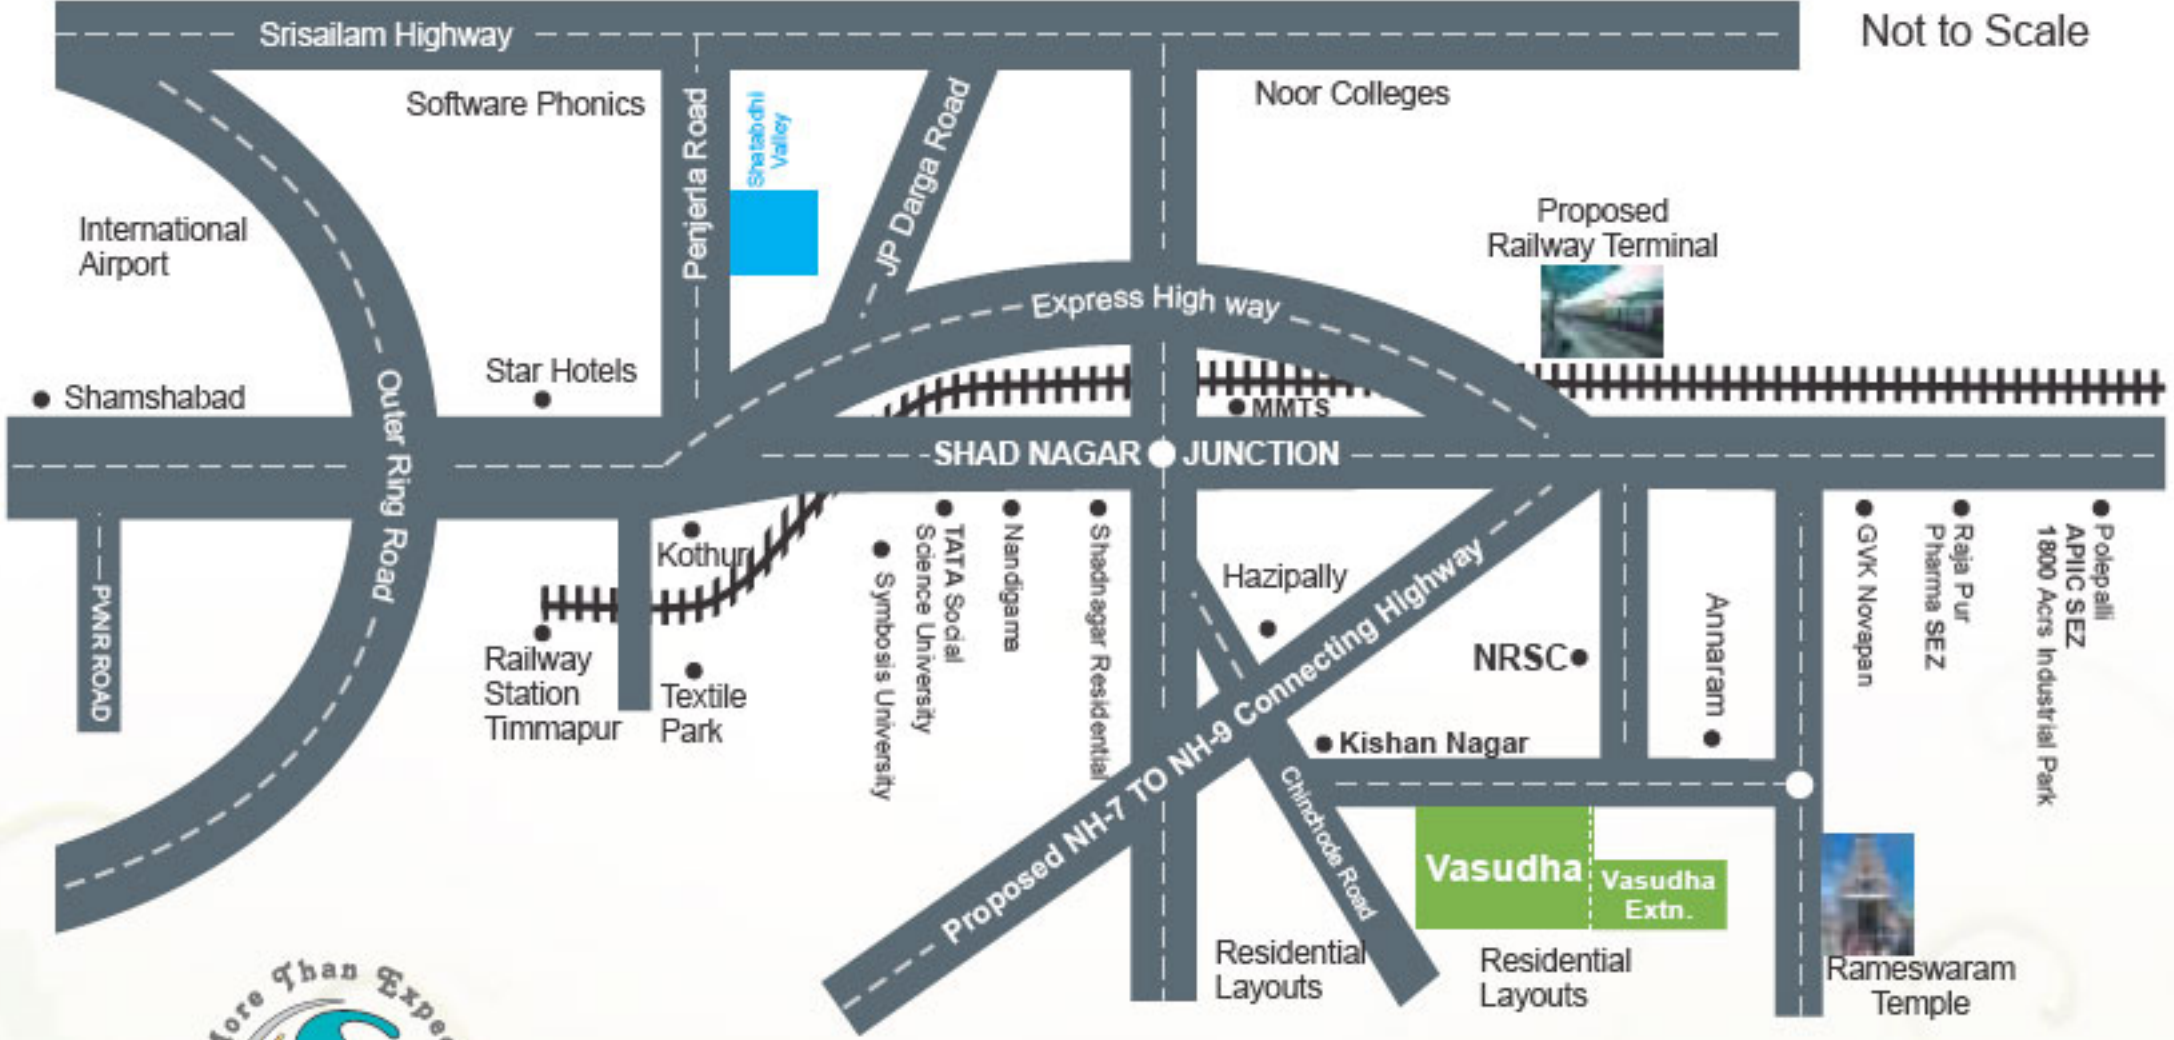 Srisailam Highway
Not to Scale
Software Phonics
Penjerla Road
Shatabdhi
Valley
JP Darga Road
Noor Colleges
International
Airport
Proposed
Railway Terminal
Express High way
Star Hotels
Shamshabad
Outer Ring Road
MMTS
SHAD NAGAR JUNCTION
PVNR ROAD
Kothur
Railway
Station
Timmapur
Textile
Park
Symbosis University
TATA Social
Science University
Nandigama
Shadnagar Residential
Hazipally
Proposed NH-7 TO NH-9 Connecting Highway
NRSC
Annaram
GVK Novapan
Raja Pur
Pharma SEZ
Polepalli
APIIC SEZ
1800 Acrs Industrial Park
Kishan Nagar
Chinchode Road
Vasudha
Vasudha
Extn.
Residential
Layouts
Residential
Layouts
Rameswaram
Temple
Than